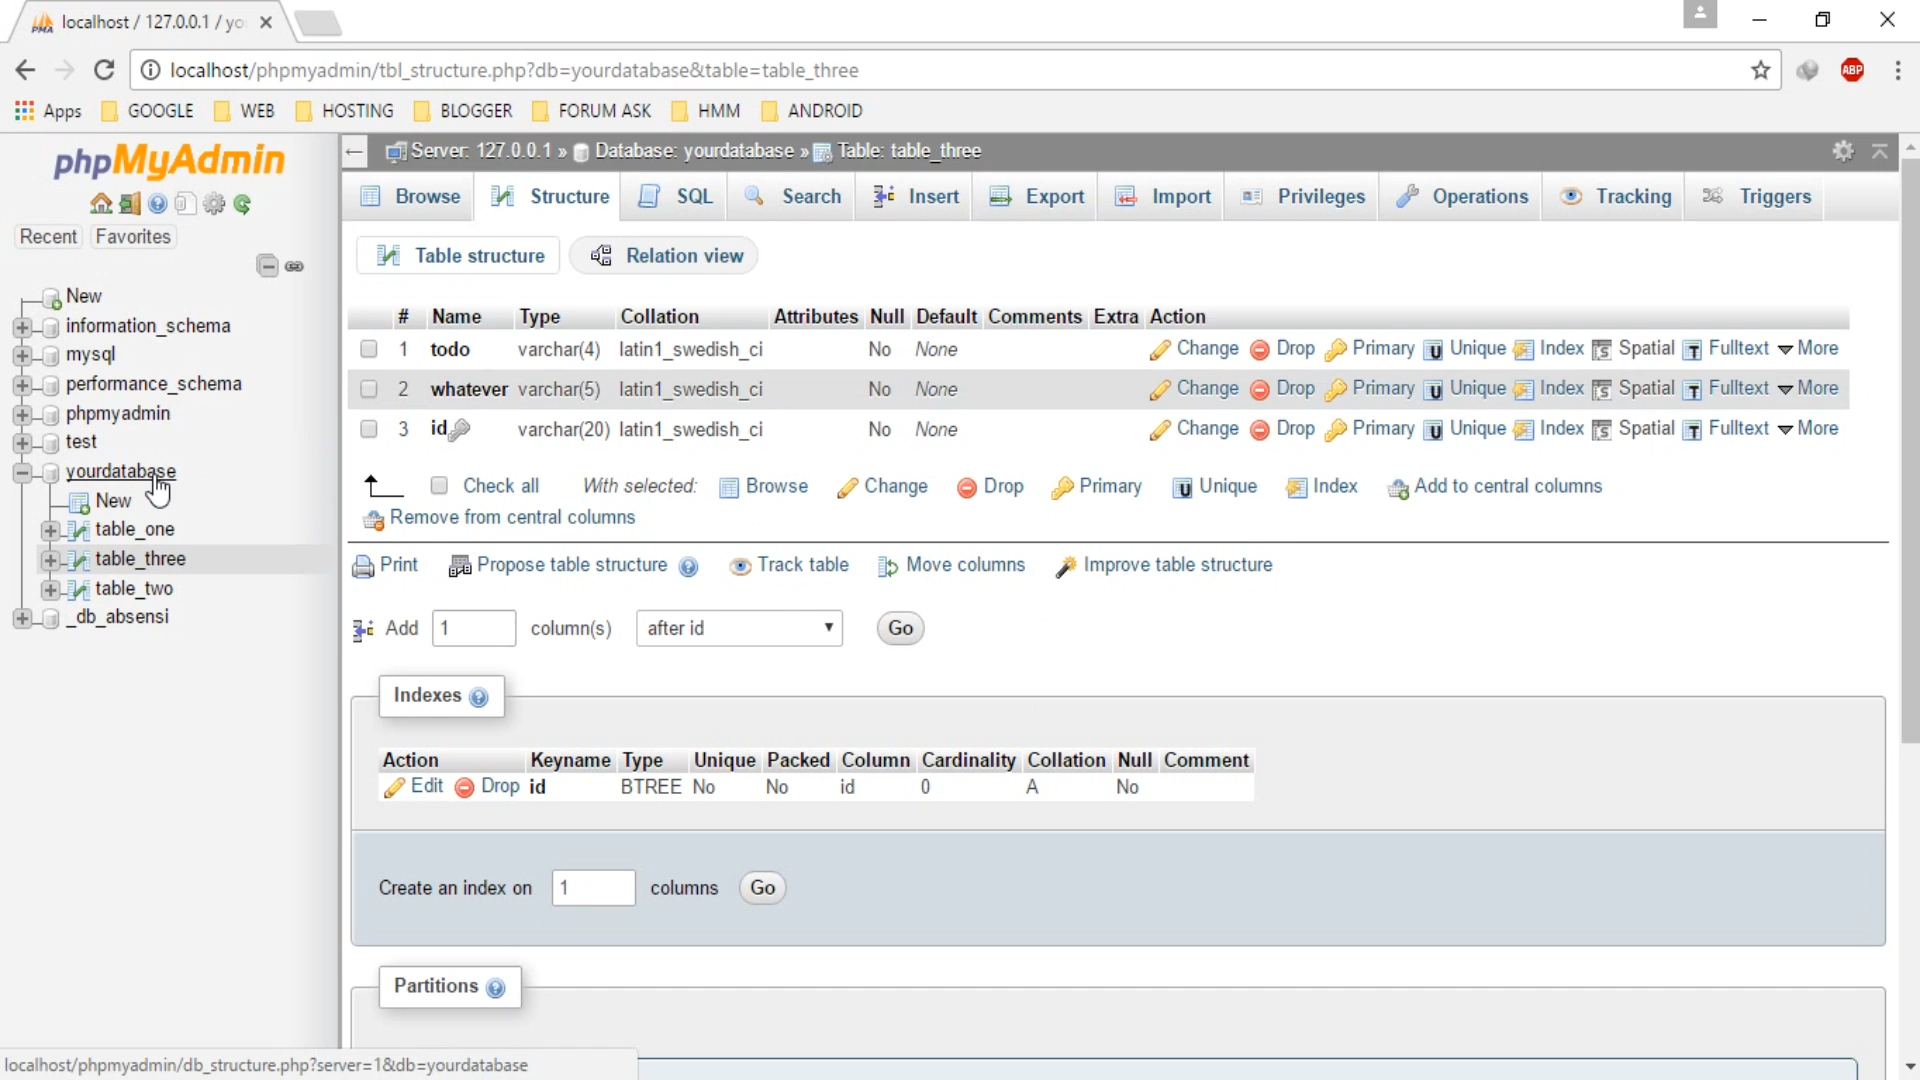 localhost / 127.0.0.1 / yo
localhost/phpmyadmin/tbl_structure.php?db=yourdatabase&table=table_three
ABP
Apps GOOGLE WEB HOSTING BLOGGER FORUM ASK HMM ANDROID
phpMyAdmin
Recent Favorites
New
information_schema
mysql
performance_schema
phpmyadmin
test
yourdatabase
New
table_one
table_three
table_two
_db_absensi
Server: 127.0.0.1 » Database: yourdatabase » Table: table_three
Browse Structure SQL Search Insert Export Import Privileges Operations Tracking Triggers
Table structure Relation view
# Name Type Collation Attributes Null Default Comments Extra Action
1 todo varchar(4) latin1_swedish_ci No None Change Drop Primary Unique Index Spatial Fulltext More
2 whatever varchar(5) latin1_swedish_ci No None Change Drop Primary Unique Index Spatial Fulltext More
3 id varchar(20) latin1_swedish_ci No None Change Drop Primary Unique Index Spatial Fulltext More
Check all With selected: Browse Change Drop Primary Unique Index Add to central columns
Remove from central columns
Print Propose table structure Track table Move columns Improve table structure
Add 1 column(s) after id Go
Indexes
Action Keyname Type Unique Packed Column Cardinality Collation Null Comment
Edit Drop id BTREE No No id 0 A No
Create an index on 1 columns Go
Partitions
localhost/phpmyadmin/db_structure.php?server=1&db=yourdatabase